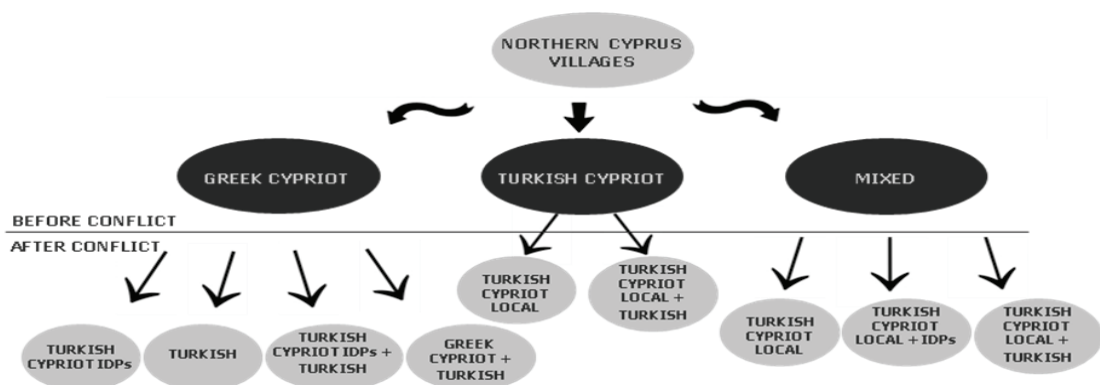 NORTHERN CYPRUS
VILLAGES
GREEK CYPRIOT
TURKISH CYPRIOT
MIXED
BEFORE CONFLICT
AFTER CONFLICT
TURKISH
CYPRIOT IDPs
TURKISH
TURKISH
CYPRIOT IDPs +
TURKISH
GREEK
CYPRIOT +
TURKISH
TURKISH
CYPRIOT
LOCAL
TURKISH
CYPRIOT
LOCAL +
TURKISH
TURKISH
CYPRIOT
LOCAL
TURKISH
CYPRIOT
LOCAL + IDPs
TURKISH
CYPRIOT
LOCAL +
TURKISH